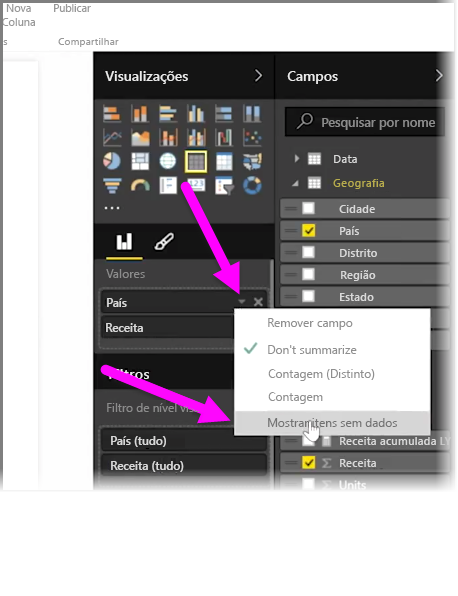 Nova
Coluna
Publicar
s
Compartilhar
Visualizações
Campos
Pesquisar por nome
Data
Geografia
Cidade
País
Distrito
Região
Estado
123
...
Valores
País
Receita
Remover campo
Don't summarize
Contagem (Distinto)
Contagem
Mostrar itens sem dados
Filtros
Filtro de nível vis
País (tudo)
Receita (tudo)
Receita acumulada LY
Receita
Units